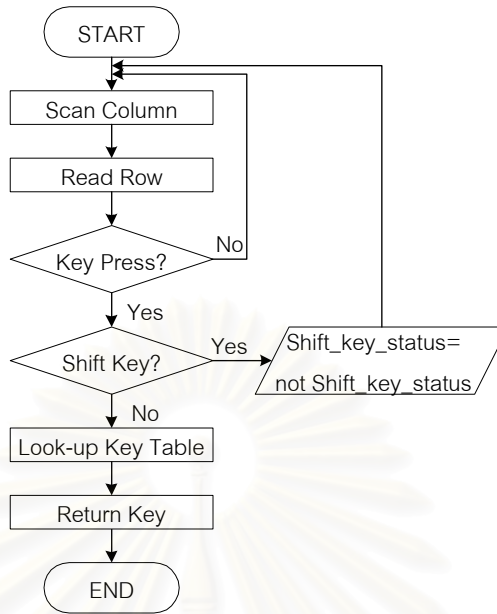 START
Scan Column
Read Row
Key Press?
No
Yes
Shift Key?
Yes
Shift_key_status=
not Shift_key_status
No
Look-up Key Table
Return Key
END